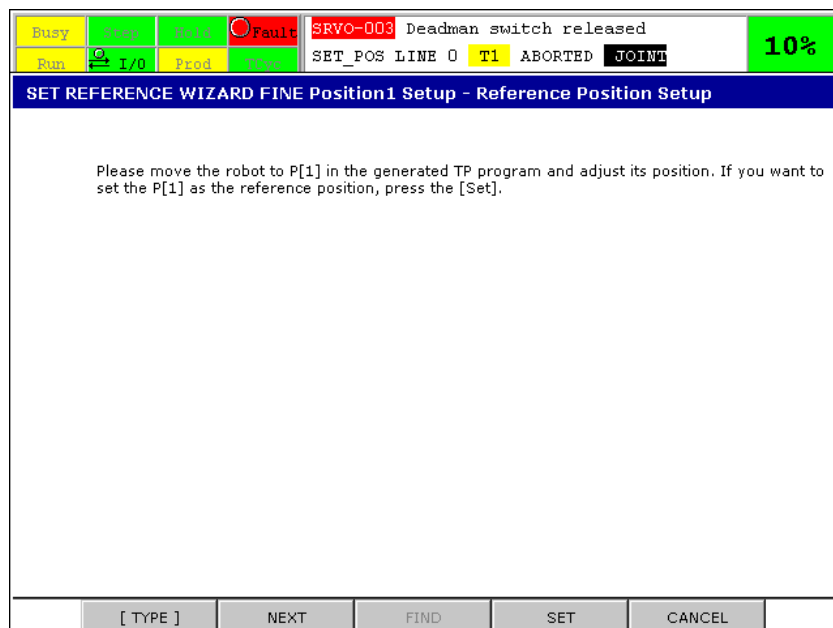 Busy Step Hold Fault SRVO-003 Deadman switch released
Run I/O Prod TCyc SET_POS LINE 0 T1 ABORTED JOINT 10%
SET REFERENCE WIZARD FINE Position1 Setup - Reference Position Setup
Please move the robot to P[1] in the generated TP program and adjust its position. If you want to
set the P[1] as the reference position, press the [Set].
[ TYPE ] NEXT FIND SET CANCEL